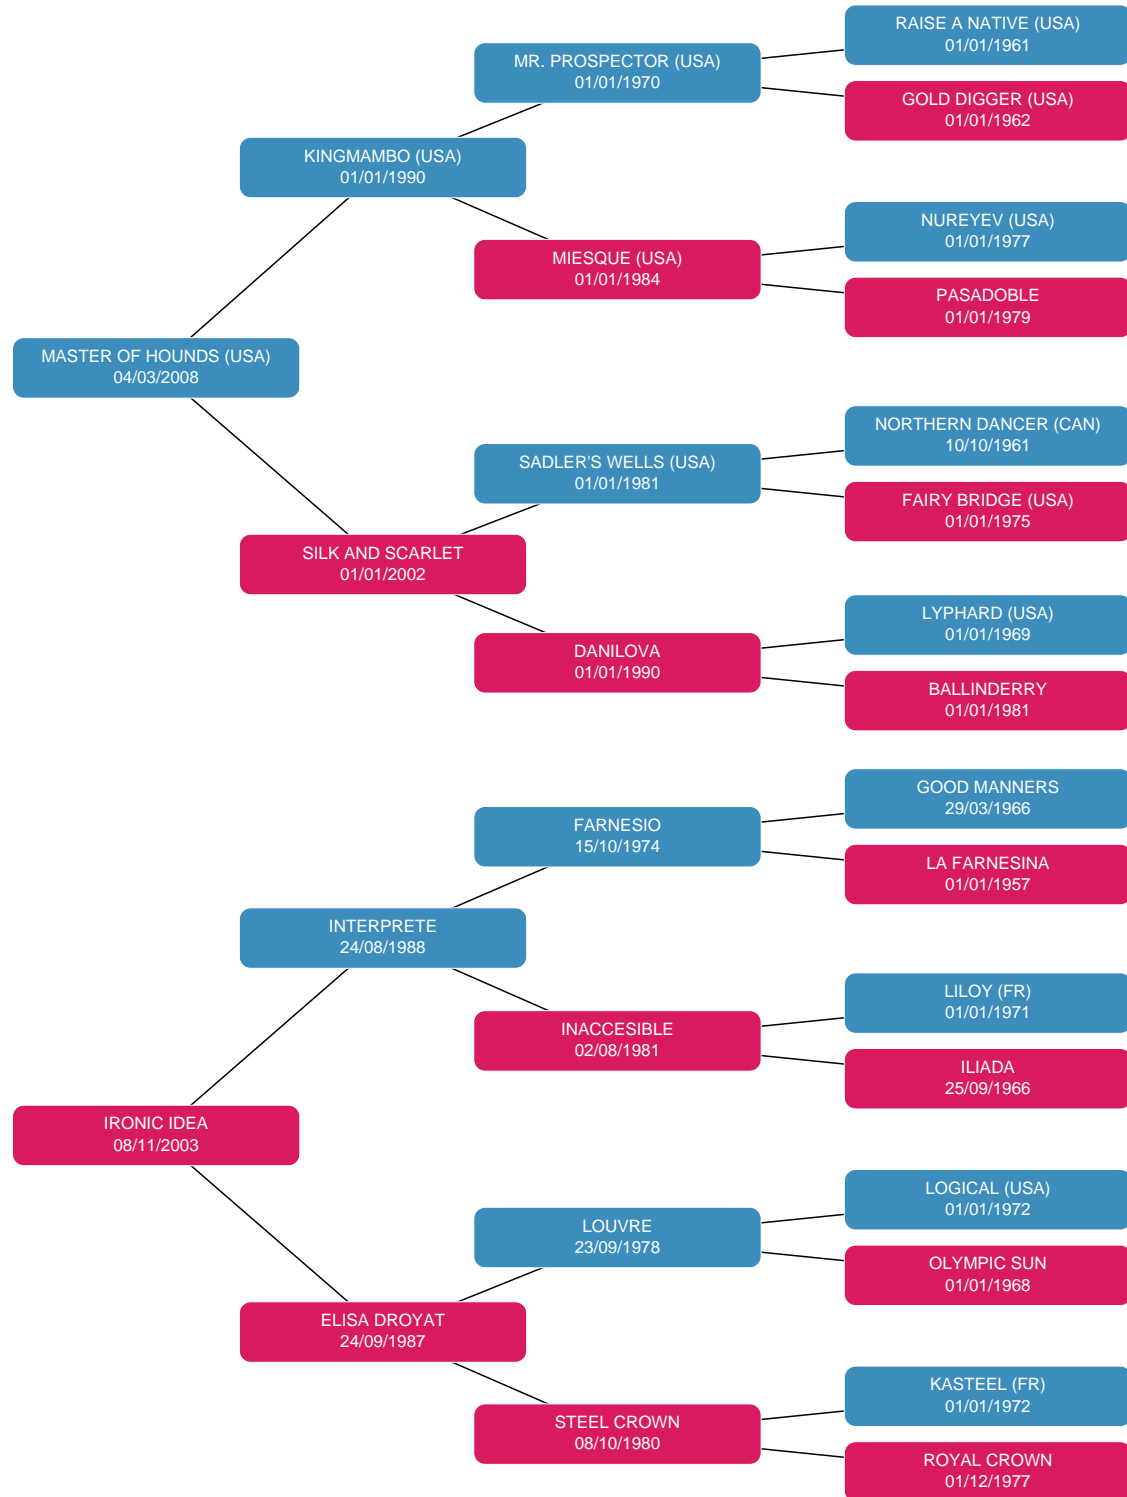 RAISE A NATIVE (USA)
01/01/1961
MR. PROSPECTOR (USA)
01/01/1970
GOLD DIGGER (USA)
01/01/1962
KINGMAMBO (USA)
01/01/1990
NUREYEV (USA)
01/01/1977
MIESQUE (USA)
01/01/1984
PASADOBLE
01/01/1979
MASTER OF HOUNDS (USA)
04/03/2008
NORTHERN DANCER (CAN)
10/10/1961
SADLER'S WELLS (USA)
01/01/1981
FAIRY BRIDGE (USA)
01/01/1975
SILK AND SCARLET
01/01/2002
LYPHARD (USA)
01/01/1969
DANILOVA
01/01/1990
BALLINDERRY
01/01/1981
GOOD MANNERS
29/03/1966
FARNESIO
15/10/1974
LA FARNESINA
01/01/1957
INTERPRETE
24/08/1988
LILOY (FR)
01/01/1971
INACCESIBLE
02/08/1981
ILIADA
25/09/1966
IRONIC IDEA
08/11/2003
LOGICAL (USA)
01/01/1972
LOUVRE
23/09/1978
OLYMPIC SUN
01/01/1968
ELISA DROYAT
24/09/1987
KASTEEL (FR)
01/01/1972
STEEL CROWN
08/10/1980
ROYAL CROWN
01/12/1977